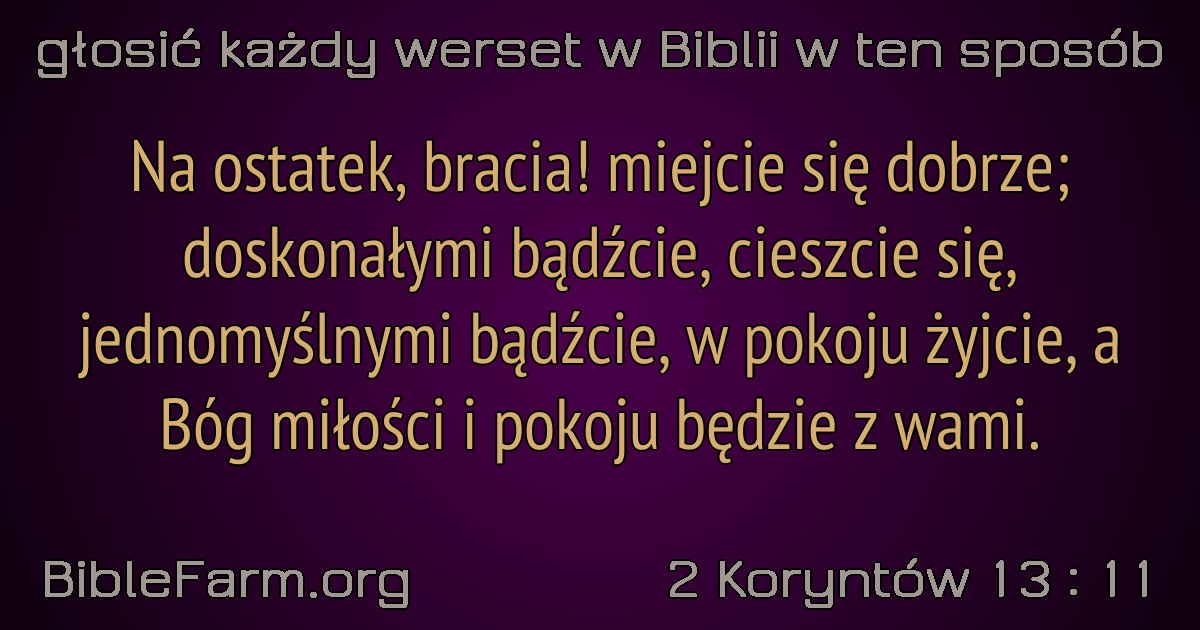 głosić każdy werset w Biblii w ten sposób
Na ostatek, bracia! miejcie się dobrze;
doskonałymi bądźcie, cieszcie się,
jednomyślnymi bądźcie, w pokoju żyjcie, a
Bóg miłości i pokoju będzie z wami.
BibleFarm.org
2 Koryntów 13 : 11